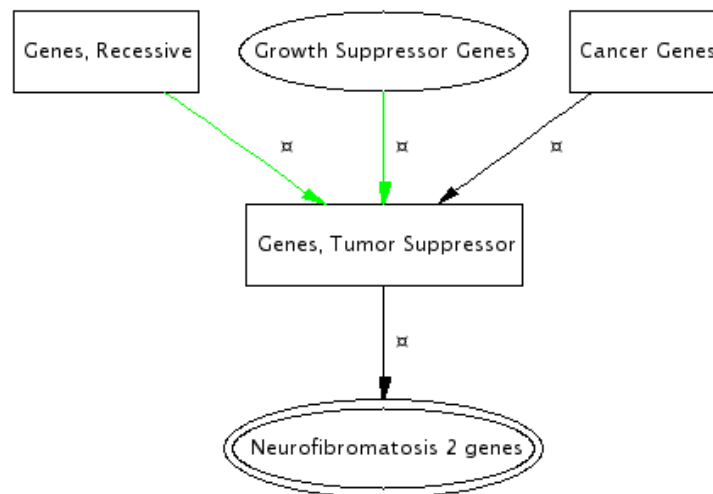 Genes, Recessive
Growth Suppressor Genes
Cancer Genes
¤
¤
¤
Genes, Tumor Suppressor
¤
Neurofibromatosis 2 genes